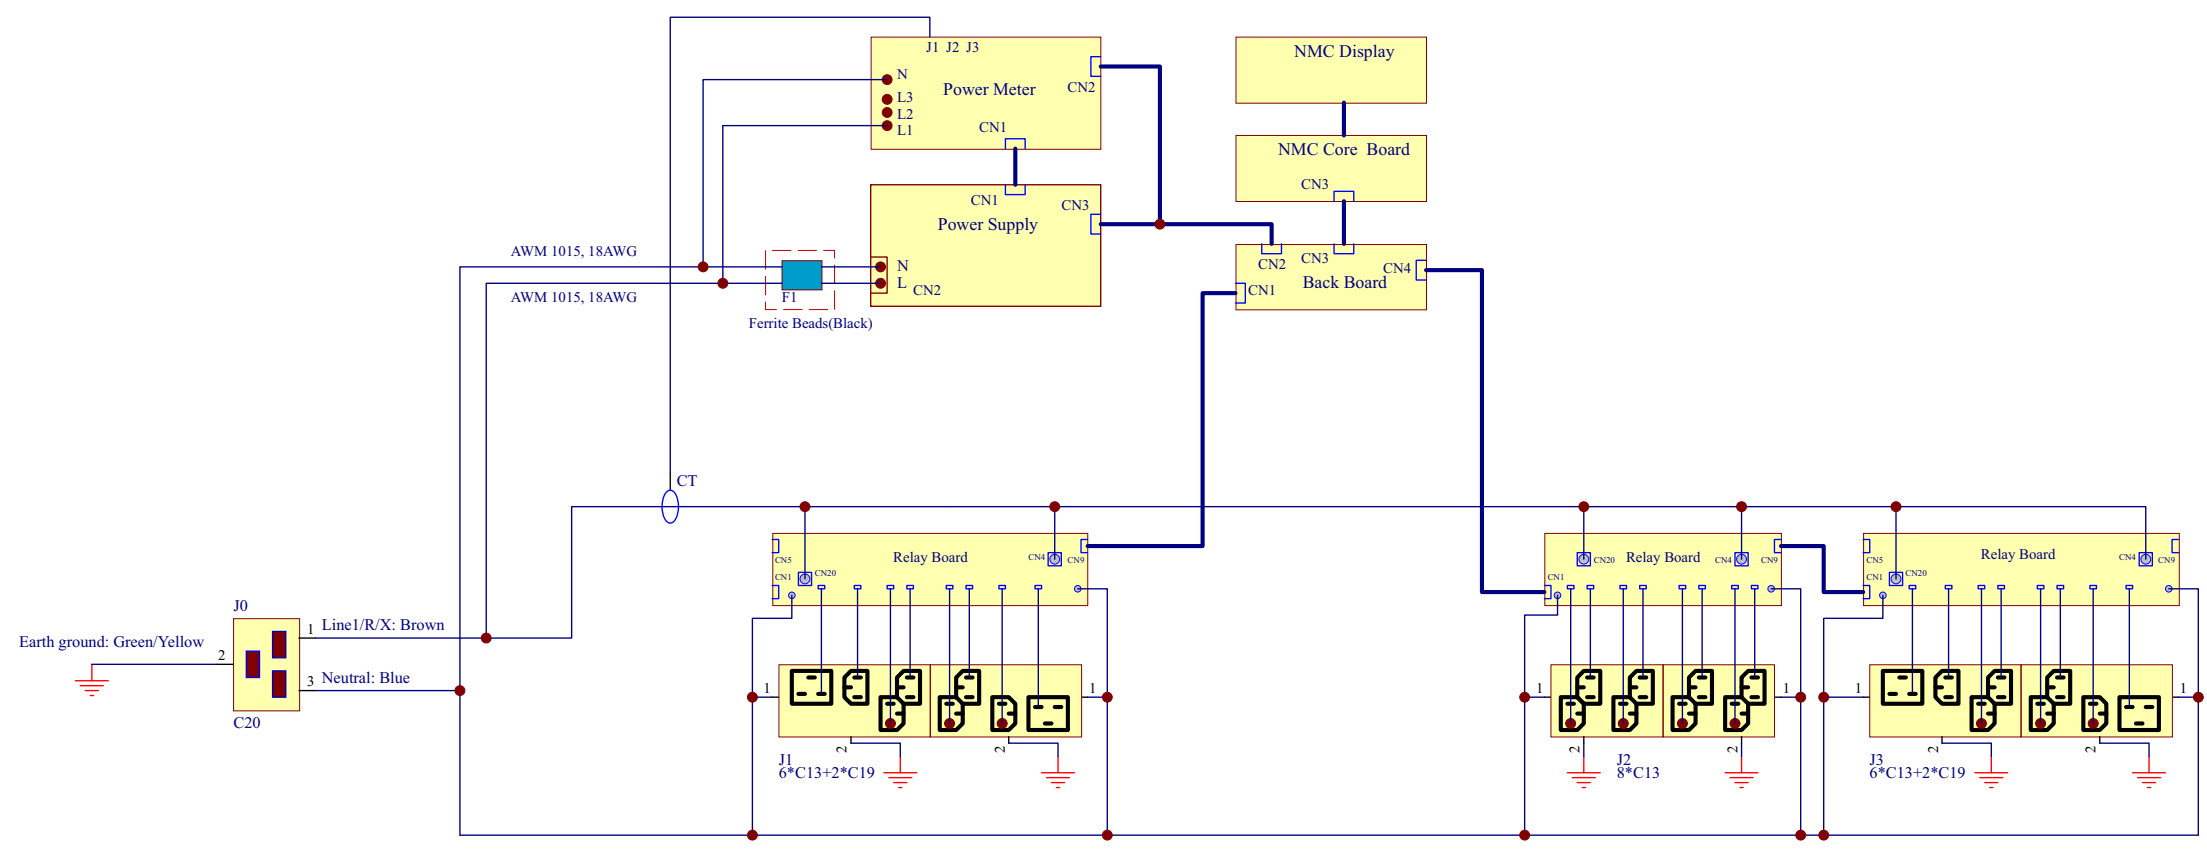 J1 J2 J3
N
L3
L2
L1
Power Meter
CN2
CN1
NMC Display
NMC Core  Board
CN3
CN1
CN3
Power Supply
AWM 1015, 18AWG
N
L
CN2
AWM 1015, 18AWG
F1
Ferrite Beads(Black)
CN2
CN3
CN4
CN1
Back Board
CT
CN5
CN1
CN20
Relay Board
CN4
CN9
CN1
CN20
Relay Board
CN4
CN9
CN5
CN1
CN20
Relay Board
CN4
CN9
J0
1
Line1/R/X: Brown
Earth ground: Green/Yellow
2
3
Neutral: Blue
C20
1
1
2
2
J1
6*C13+2*C19
1
1
2
2
J2
8*C13
1
1
2
2
J3
6*C13+2*C19